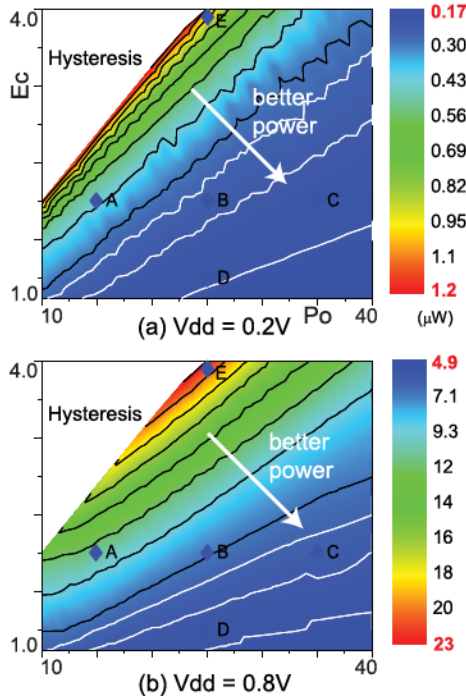 4.0
E
0.17
Hysteresis
0.30
Ec
0.43
better
power
0.56
0.69
A
B
C
0.82
0.95
D
1.1
1.0
1.2
10
Po
40
(μW)
(a) Vdd = 0.2V
4.0
E
4.9
Hysteresis
7.1
9.3
better
power
12
14
A
B
C
16
18
D
20
1.0
23
10
40
(b) Vdd = 0.8V